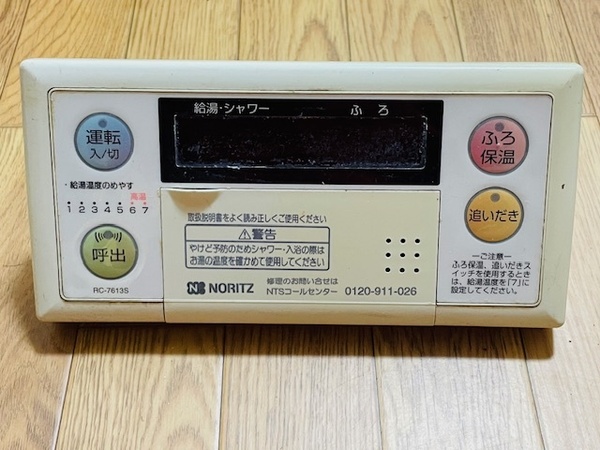 給湯・シャワー
ふろ
運転
入/切
・給湯温度のめやす
高温
1 2 3 4 5 6 7
呼出
RC-7613S
取扱説明書をよく読み正しくご使用ください
⚠警告
やけど予防のためシャワー・入浴の際は
お湯の温度を確かめて使用してください
NORITZ
修理のお問い合せは
NTSコールセンター 0120-911-026
ふろ
保温
追いだき
―ご注意―
ふろ保温、追いだきス
イッチを使用するとき
は、給湯温度を「7」に
設定してください。